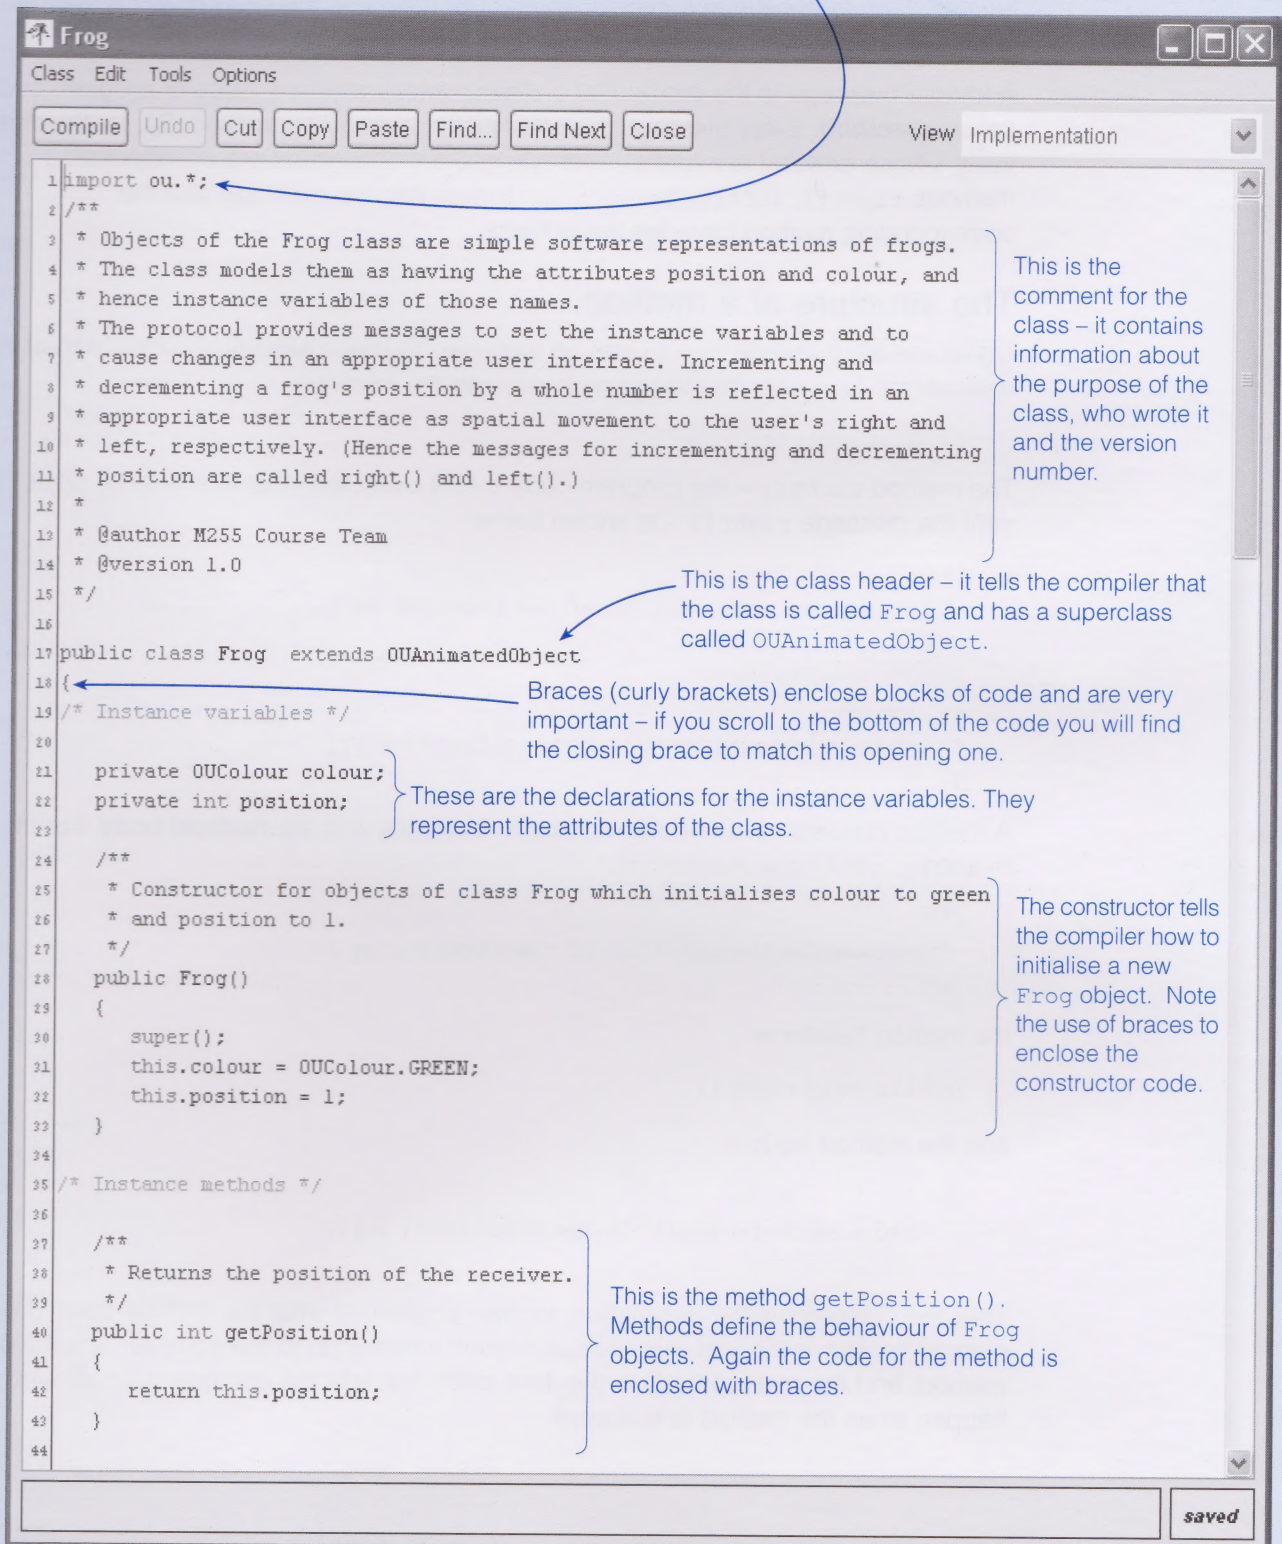 Frog
Class Edit Tools Options
Compile Undo Cut Copy Paste Find... Find Next Close View Implementation
1 import ou.*;
2 /**
3 * Objects of the Frog class are simple software representations of frogs.
4 * The class models them as having the attributes position and colour, and
5 * hence instance variables of those names.
6 * The protocol provides messages to set the instance variables and to
7 * cause changes in an appropriate user interface. Incrementing and
8 * decrementing a frog's position by a whole number is reflected in an
9 * appropriate user interface as spatial movement to the user's right and
10 * left, respectively. (Hence the messages for incrementing and decrementing
11 * position are called right() and left().)
12 *
13 * @author M255 Course Team
14 * @version 1.0
15 */
This is the
comment for the
class – it contains
information about
the purpose of the
class, who wrote it
and the version
number.
16
17 public class Frog extends OUAnimatedObject
This is the class header – it tells the compiler that
the class is called Frog and has a superclass
called OUAnimatedObject.
18 {
19 /* Instance variables */
Braces (curly brackets) enclose blocks of code and are very
important – if you scroll to the bottom of the code you will find
the closing brace to match this opening one.
20
21 private OUColour colour;
22 private int position;
23
These are the declarations for the instance variables. They
represent the attributes of the class.
24 /**
25 * Constructor for objects of class Frog which initialises colour to green
26 * and position to 1.
27 */
28 public Frog()
29 {
30 super();
31 this.colour = OUColour.GREEN;
32 this.position = 1;
33 }
The constructor tells
the compiler how to
initialise a new
Frog object. Note
the use of braces to
enclose the
constructor code.
34
35 /* Instance methods */
36
37 /**
38 * Returns the position of the receiver.
39 */
40 public int getPosition()
41 {
42 return this.position;
43 }
44
This is the method getPosition().
Methods define the behaviour of Frog
objects. Again the code for the method is
enclosed with braces.
saved